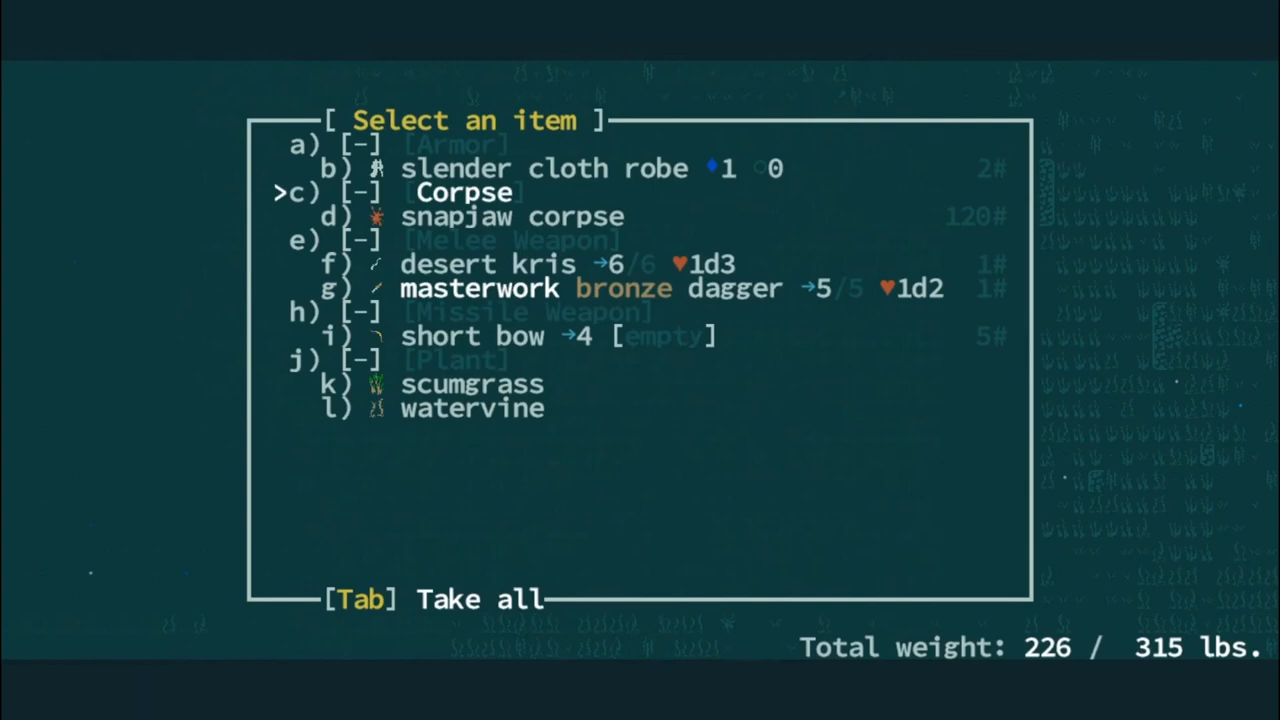 [ Select an item ]
a) [-] [Armor]
b) slender cloth robe ♦1 ○0 2#
>c) [-] [Corpse]
d) snapjaw corpse 120#
e) [-] [Melee Weapon]
f) desert kris →6/6 ♥1d3 1#
g) masterwork bronze dagger →5/5 ♥1d2 1#
h) [-] [Missile Weapon]
i) short bow →4 [empty] 5#
j) [-] [Plant]
k) scumgrass
l) watervine
[Tab] Take all
Total weight: 226 / 315 lbs.